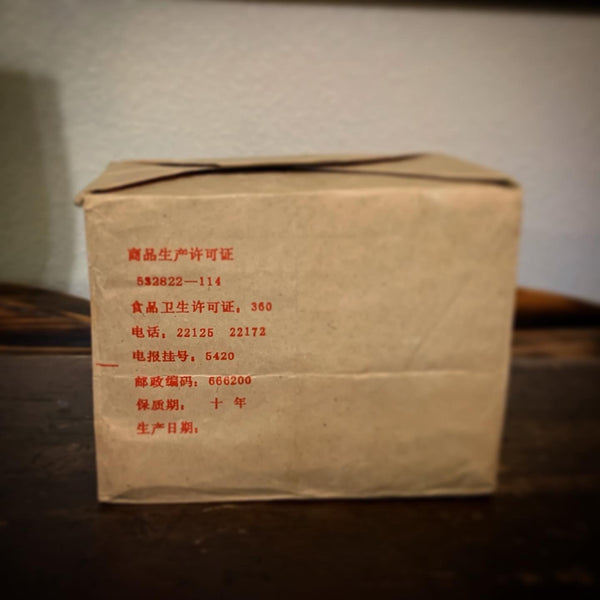 商品生产许可证
532822—114
食品卫生许可证：360
电话：22125 22172
电报挂号：5420
邮政编码：666200
保质期： 十年
生产日期：